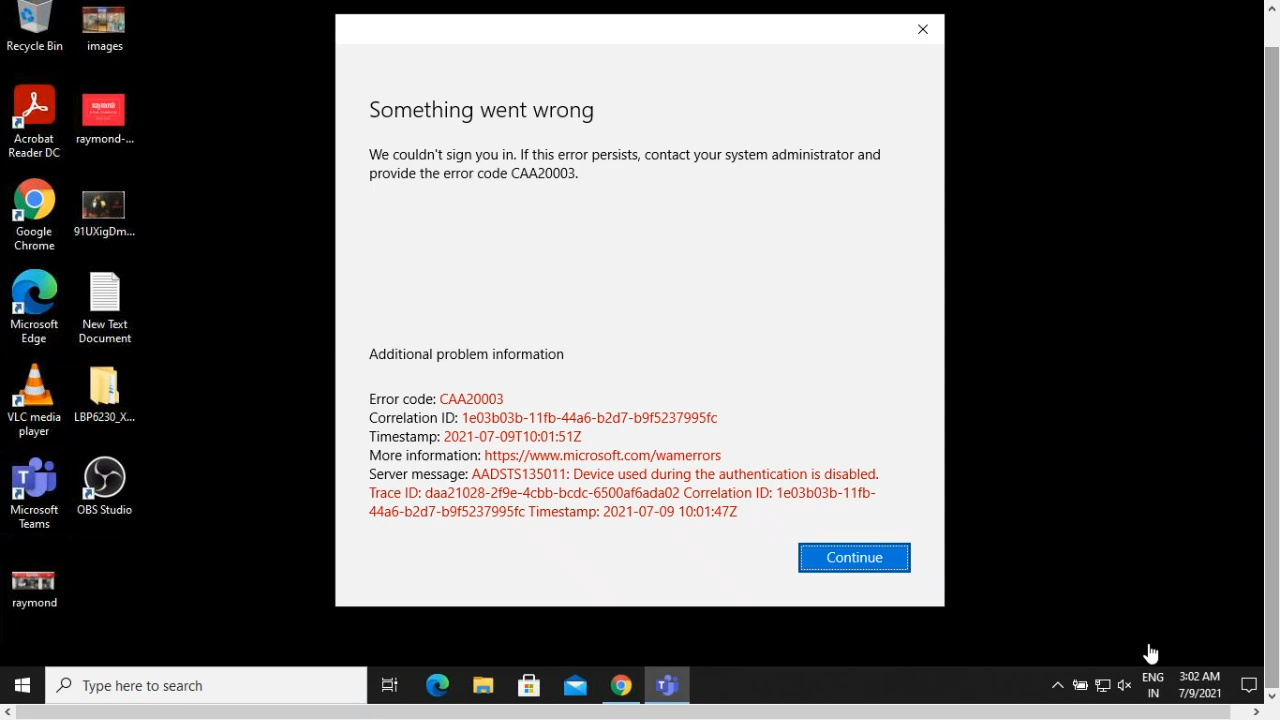 Recycle Bin
images
Acrobat
Reader DC
raymond-...
Google
Chrome
91UXigDm...
Microsoft
Edge
New Text
Document
VLC media
player
LBP6230_X...
Microsoft
Teams
OBS Studio
raymond
Something went wrong
We couldn't sign you in. If this error persists, contact your system administrator and
provide the error code CAA20003.
Additional problem information
Error code: CAA20003
Correlation ID: 1e03b03b-11fb-44a6-b2d7-b9f5237995fc
Timestamp: 2021-07-09T10:01:51Z
More information: https://www.microsoft.com/wamerrors
Server message: AADSTS135011: Device used during the authentication is disabled.
Trace ID: daa21028-2f9e-4cbb-bcdc-6500af6ada02 Correlation ID: 1e03b03b-11fb-
44a6-b2d7-b9f5237995fc Timestamp: 2021-07-09 10:01:47Z
Continue
Type here to search
ENG
IN
3:02 AM
7/9/2021